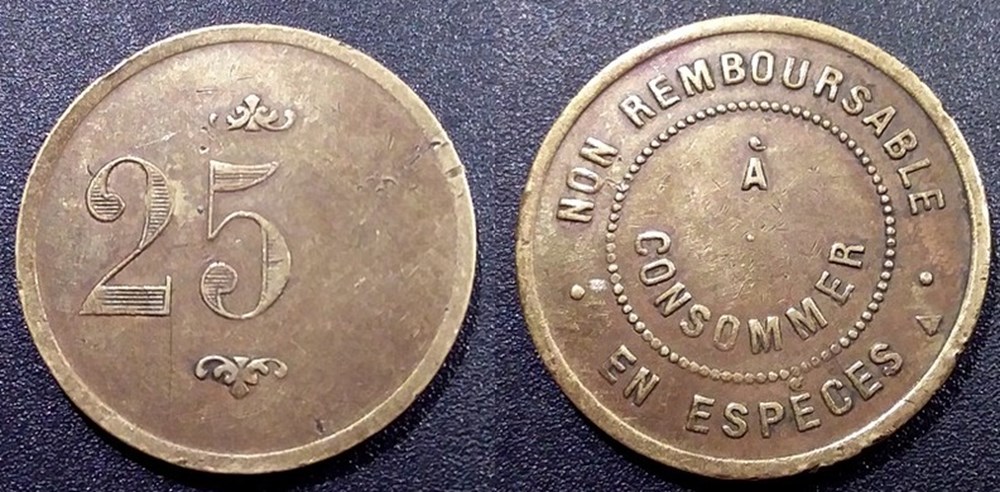 25
NON REMBOURSABLE
À
CONSOMMER
EN ESPÈCES